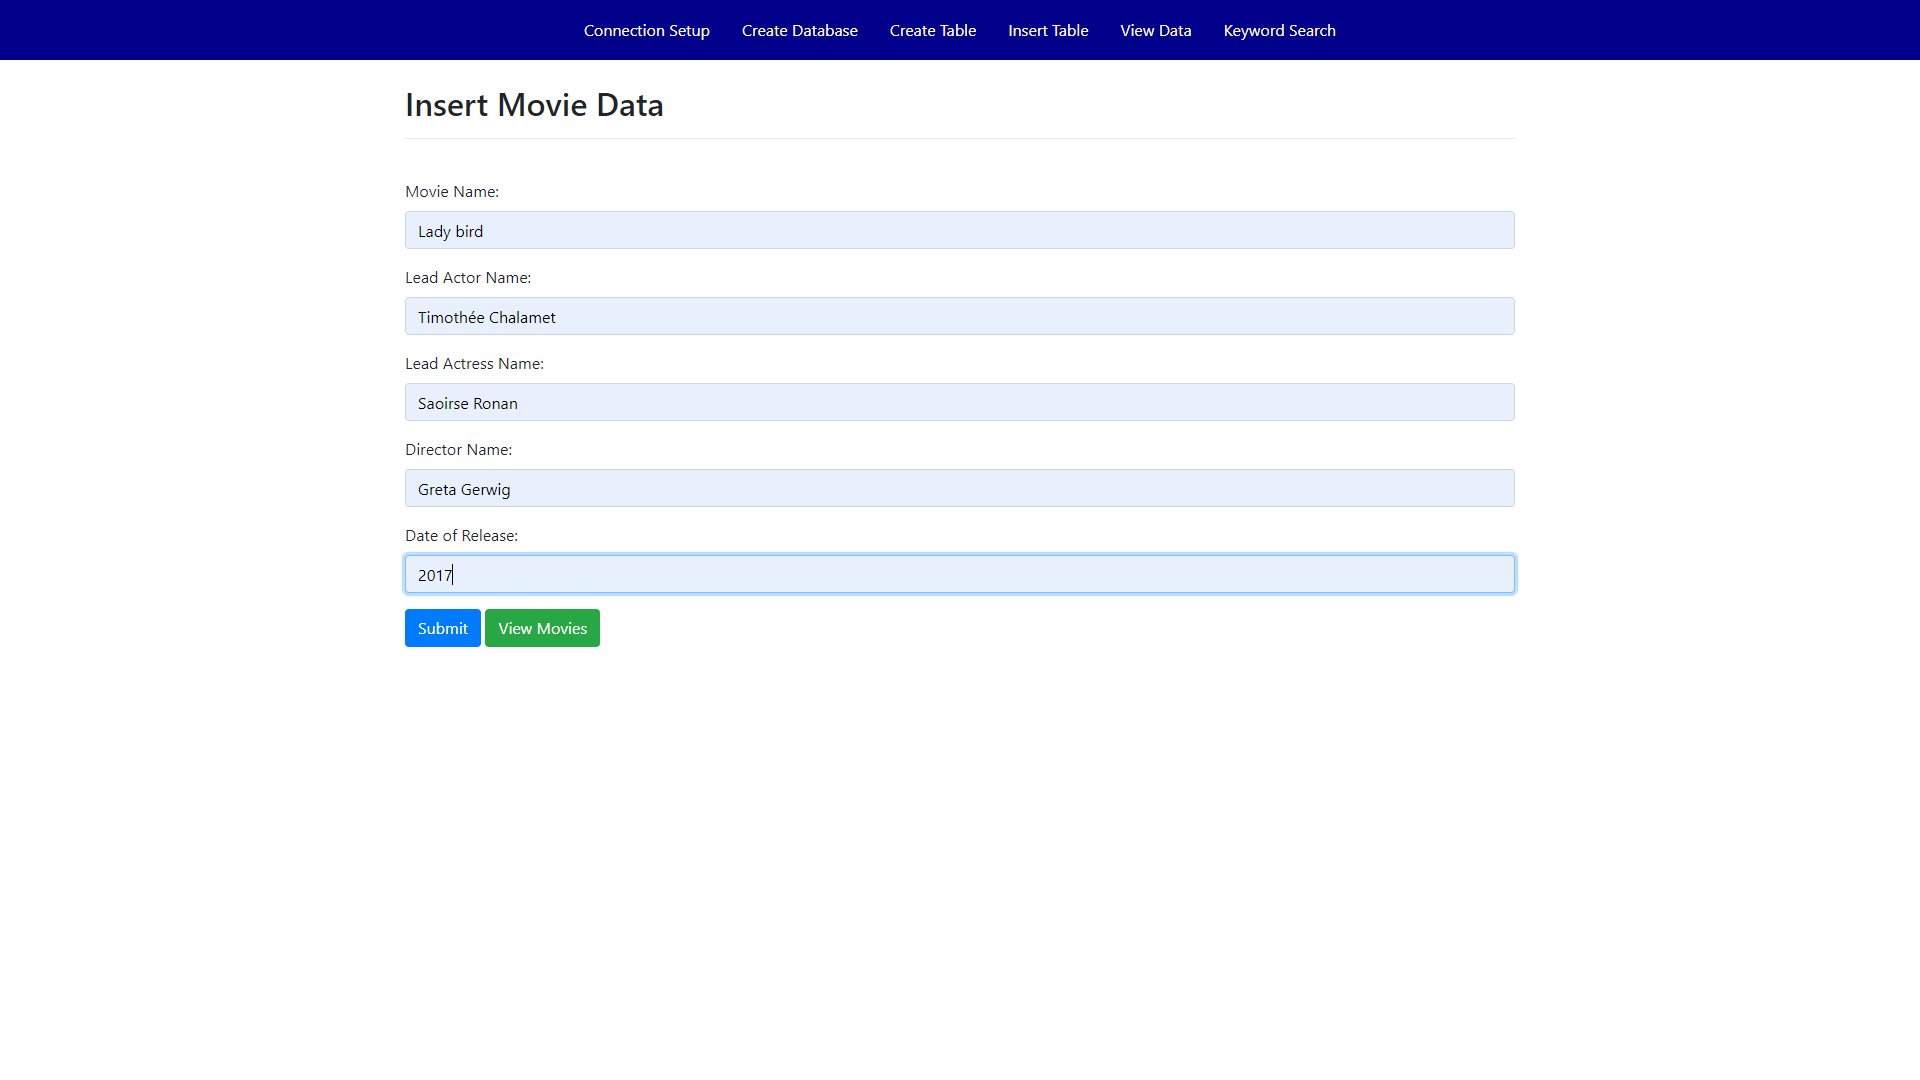 Connection Setup Create Database Create Table Insert Table View Data Keyword Search
Insert Movie Data
Movie Name:
Lady bird
Lead Actor Name:
Timothée Chalamet
Lead Actress Name:
Saoirse Ronan
Director Name:
Greta Gerwig
Date of Release:
2017
Submit View Movies